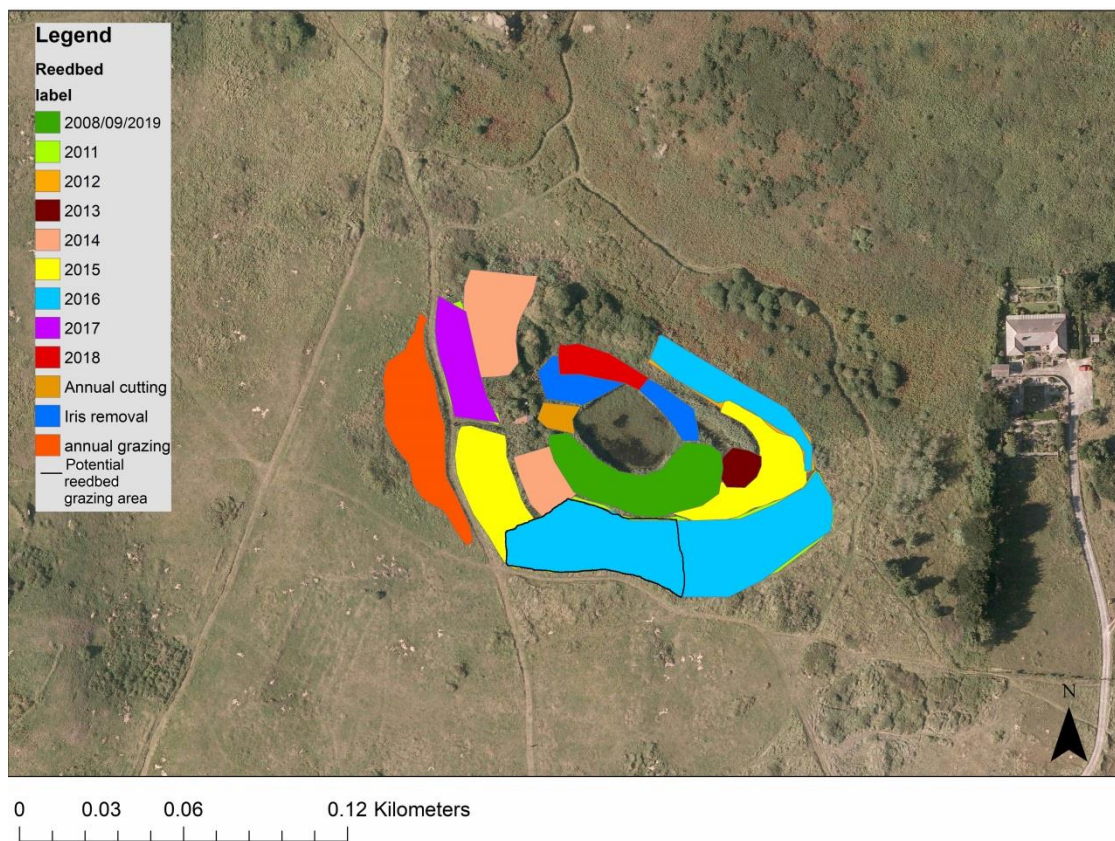 Legend
Reedbed
label
2008/09/2019
2011
2012
2013
2014
2015
2016
2017
2018
Annual cutting
Iris removal
annual grazing
Potential
reedbed
grazing area
N
0 0.03 0.06 0.12 Kilometers